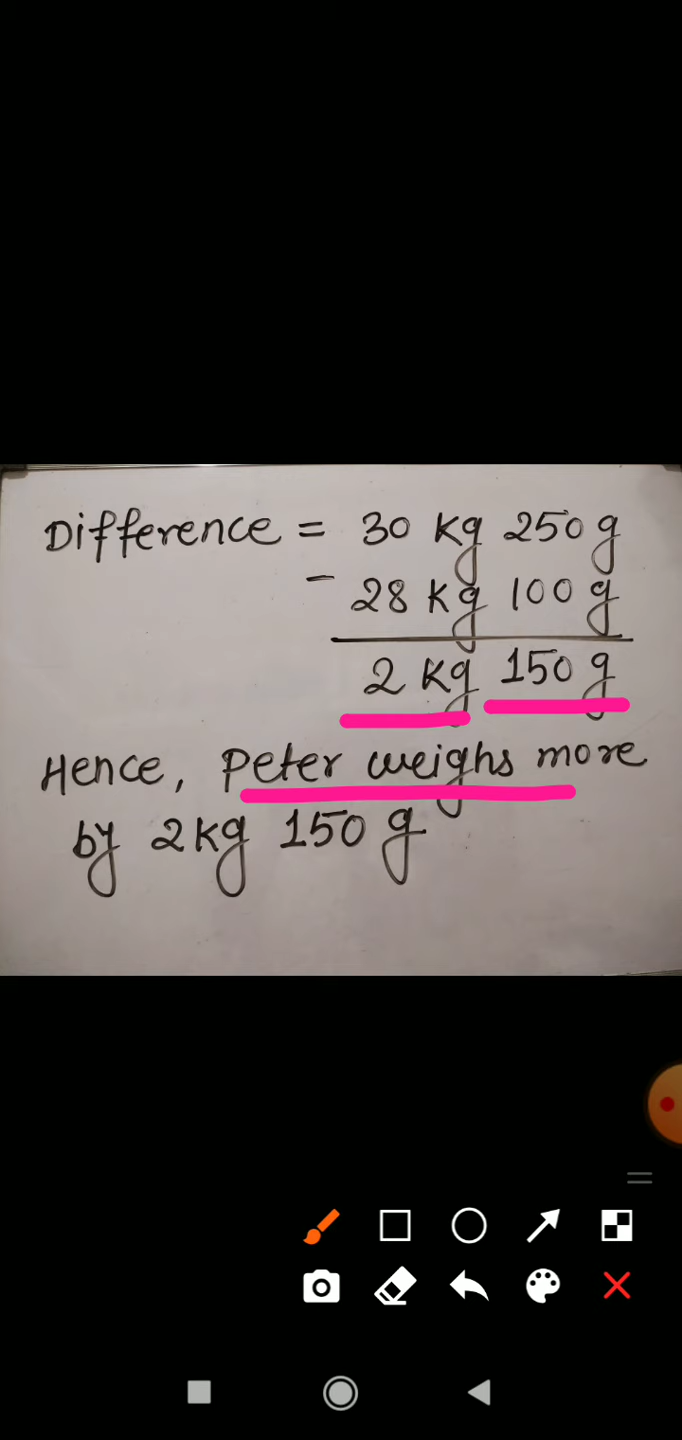 Difference = 30 kg 250 g
- 28 kg 100 g
2 kg 150 g
Hence, Peter weighs more
by 2kg 150 g